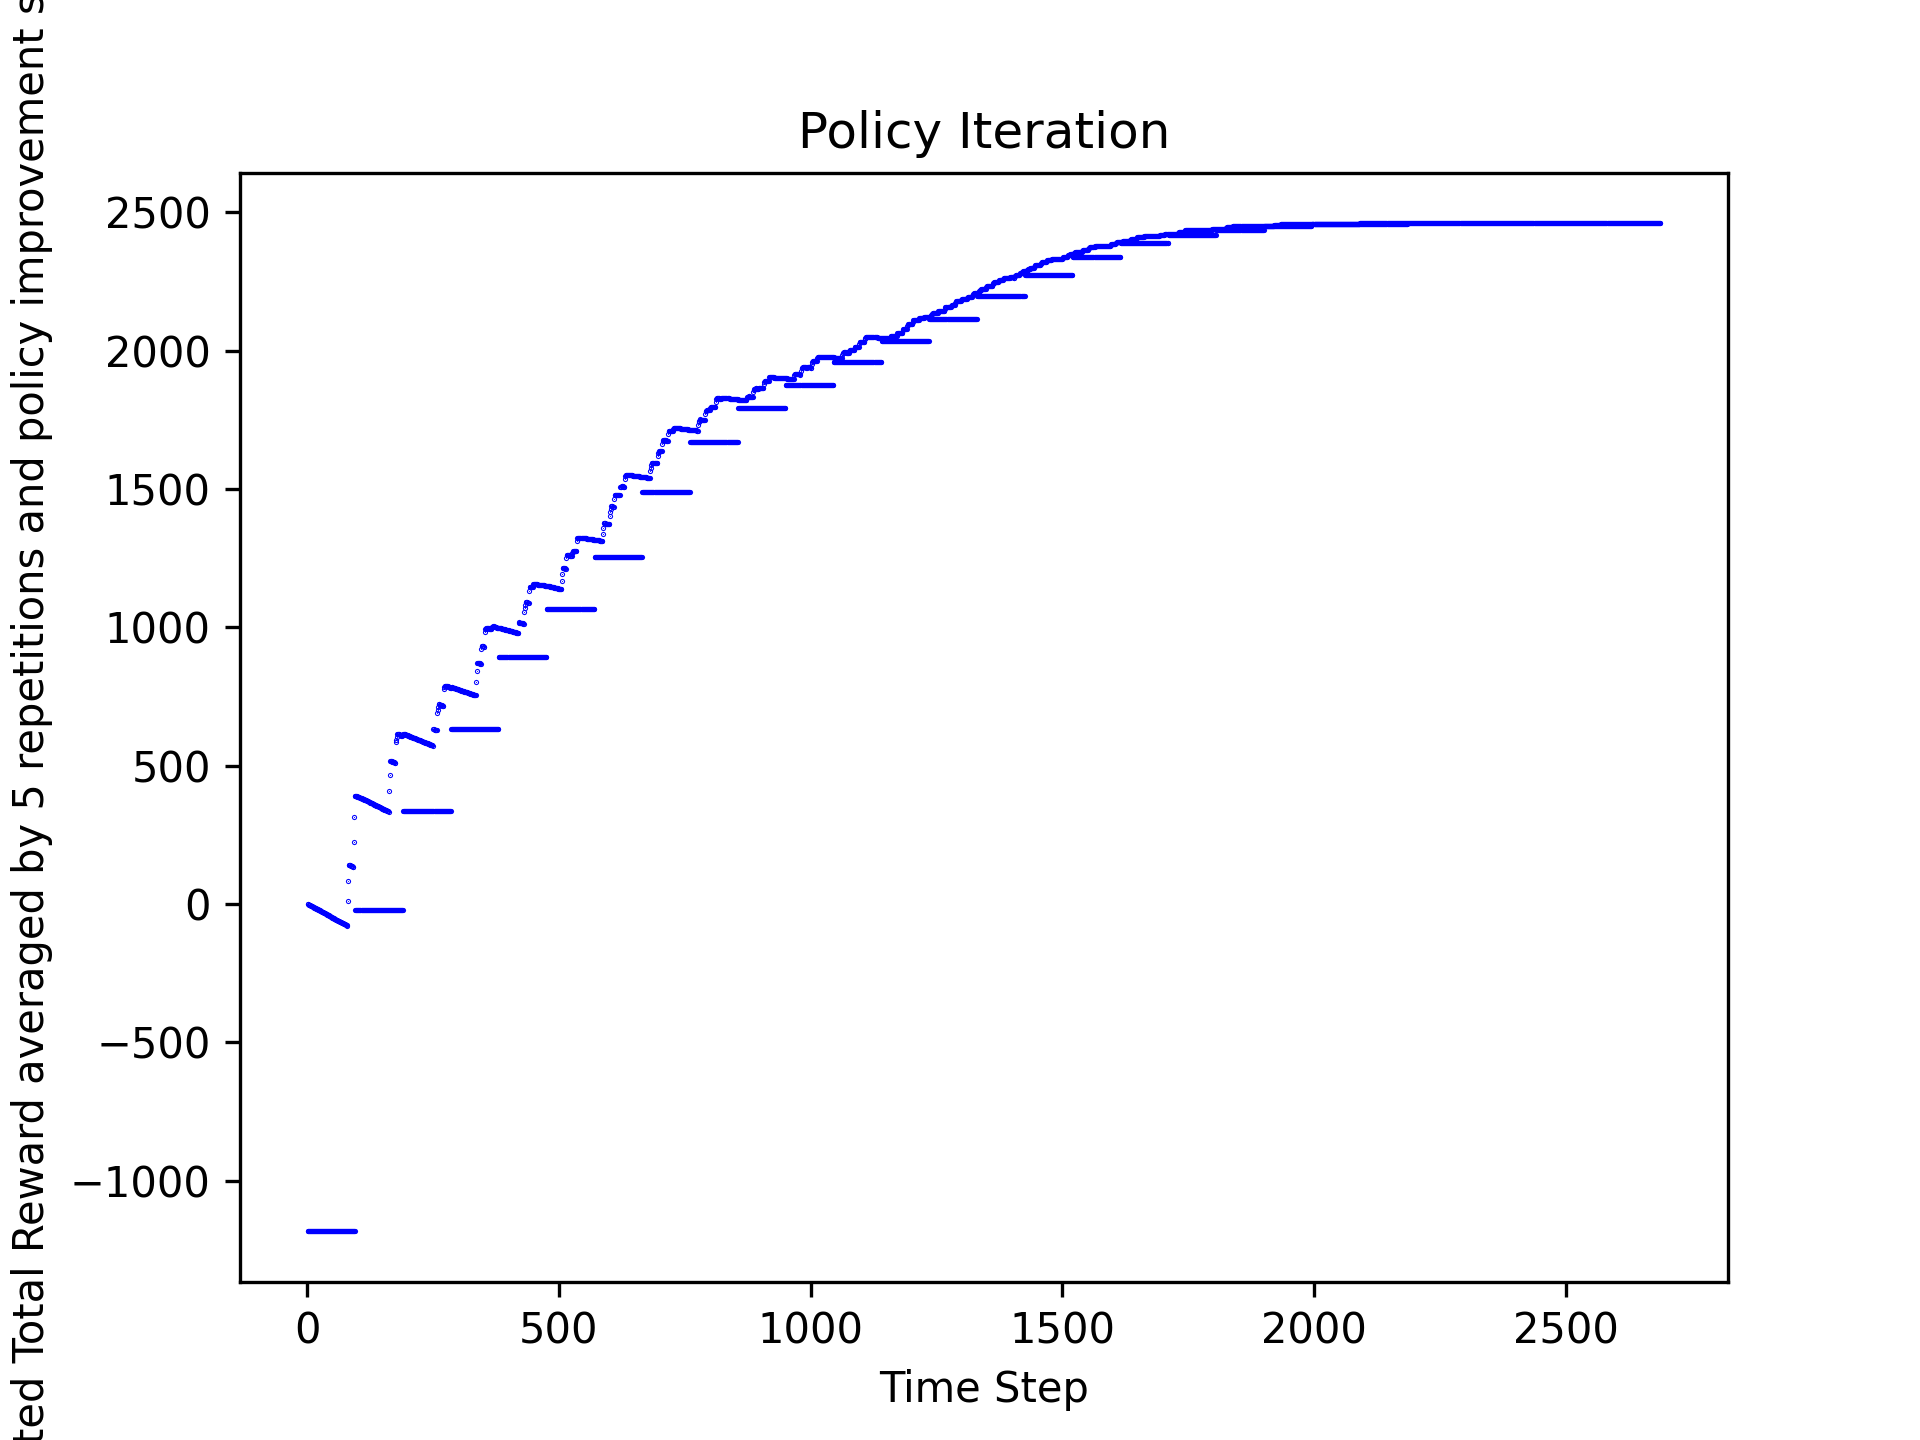 Policy Iteration
ted Total Reward averaged by 5 repetitions and policy improvement s
2500
2000
1500
1000
500
0
−500
−1000
0 500 1000 1500 2000 2500
Time Step